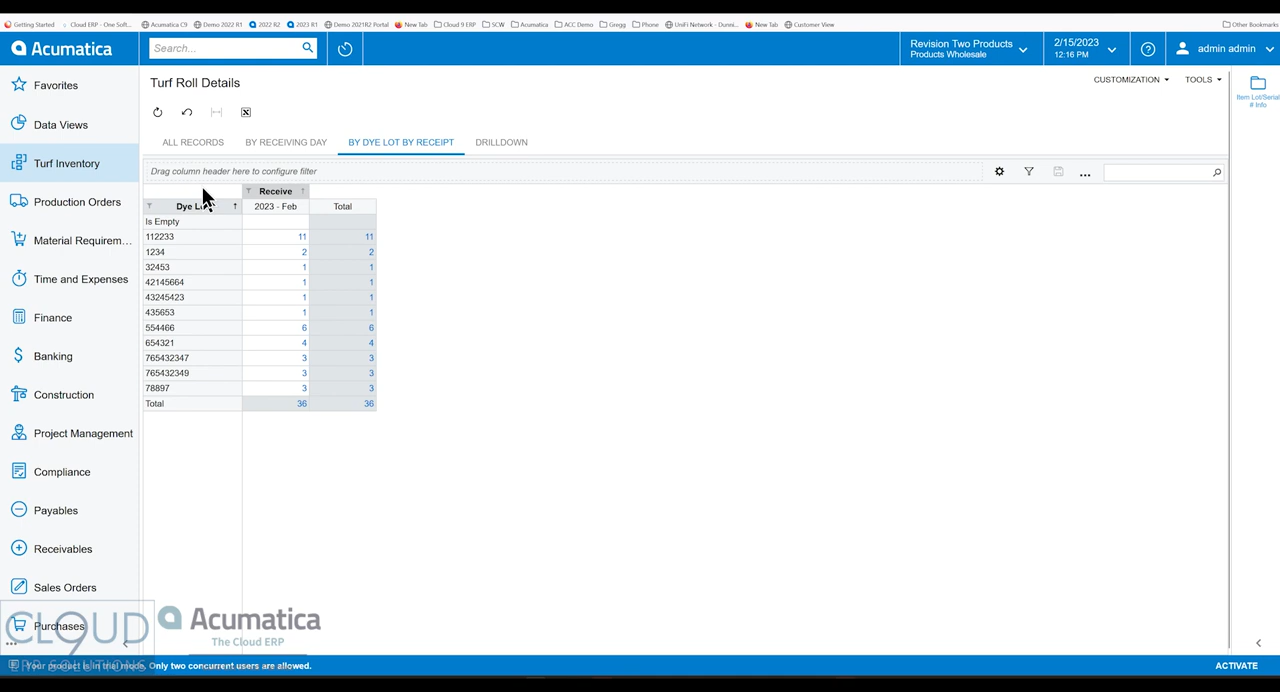 Getting Started Cloud ERP - One Soft... Acumatica C9 Demo 2022 R1 2022 R2 2023 R1 Demo 2021R2 Portal New Tab Cloud 9 ERP SCW Acumatica ACC Demo Gregg Phone UniFi Network - Dunei... New Tab Customer View Other Bookmarks
Acumatica Search... Revision Two Products Products Wholesale 2/15/2023 12:16 PM admin admin
Favorites
Data Views
Turf Inventory
Production Orders
Material Requirem...
Time and Expenses
Finance
Banking
Construction
Project Management
Compliance
Payables
Receivables
Sales Orders
Purchases
Turf Roll Details CUSTOMIZATION TOOLS
Item Lot/Serial
# Info
ALL RECORDS BY RECEIVING DAY BY DYE LOT BY RECEIPT DRILLDOWN
Drag column header here to configure filter
Receive
Dye 2023 - Feb Total
Is Empty
112233 11 11
1234 2 2
32453 1 1
42145664 1 1
43245423 1 1
435653 1 1
554466 6 6
654321 4 4
765432347 3 3
765432349 3 3
78897 3 3
Total 36 36
CLOUD 9
ERP SOLUTIONS
Acumatica
The Cloud ERP
Your product is in trial mode. Only two concurrent users are allowed. ACTIVATE